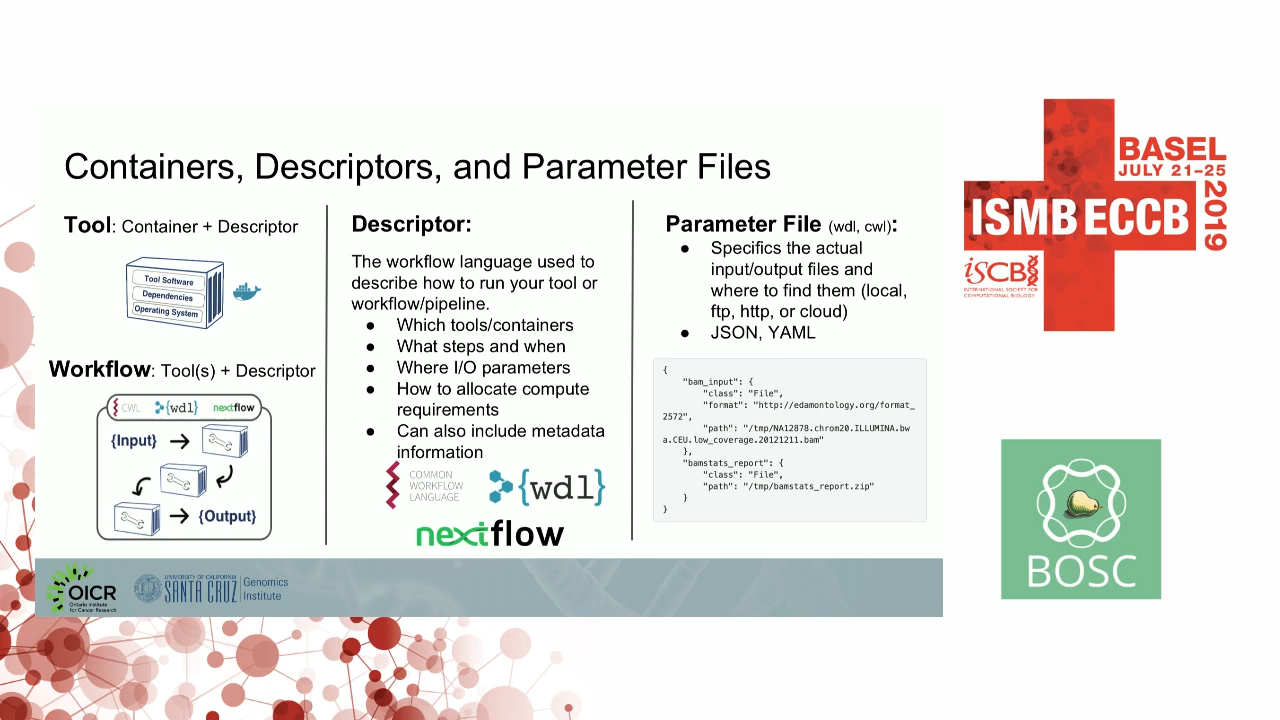 Containers, Descriptors, and Parameter Files
Tool: Container + Descriptor
Tool Software
Dependencies
Operating System
Workflow: Tool(s) + Descriptor
CWL {wdl} nextflow
{Input}
{Output}
Descriptor:
The workflow language used to
describe how to run your tool or
workflow/pipeline.
● Which tools/containers
● What steps and when
● Where I/O parameters
● How to allocate compute
requirements
● Can also include metadata
information
COMMON
WORKFLOW
LANGUAGE
{wdl}
nextflow
Parameter File (wdl, cwl):
● Specifics the actual
input/output files and
where to find them (local,
ftp, http, or cloud)
● JSON, YAML
{
"bam_input": {
"class": "File",
"format": "http://edamontology.org/format_
2572",
"path": "/tmp/NA12878.chrom20.ILLUMINA.bw
a.CEU.low_coverage.20121211.bam"
},
"bamstats_report": {
"class": "File",
"path": "/tmp/bamstats_report.zip"
}
}
OICR
Ontario Institute
for Cancer Research
UNIVERSITY OF CALIFORNIA
SANTA CRUZ
Genomics
Institute
BASEL
JULY 21–25
2019
ISMB ECCB
ISCB
INTERNATIONAL SOCIETY FOR
COMPUTATIONAL BIOLOGY
BOSC